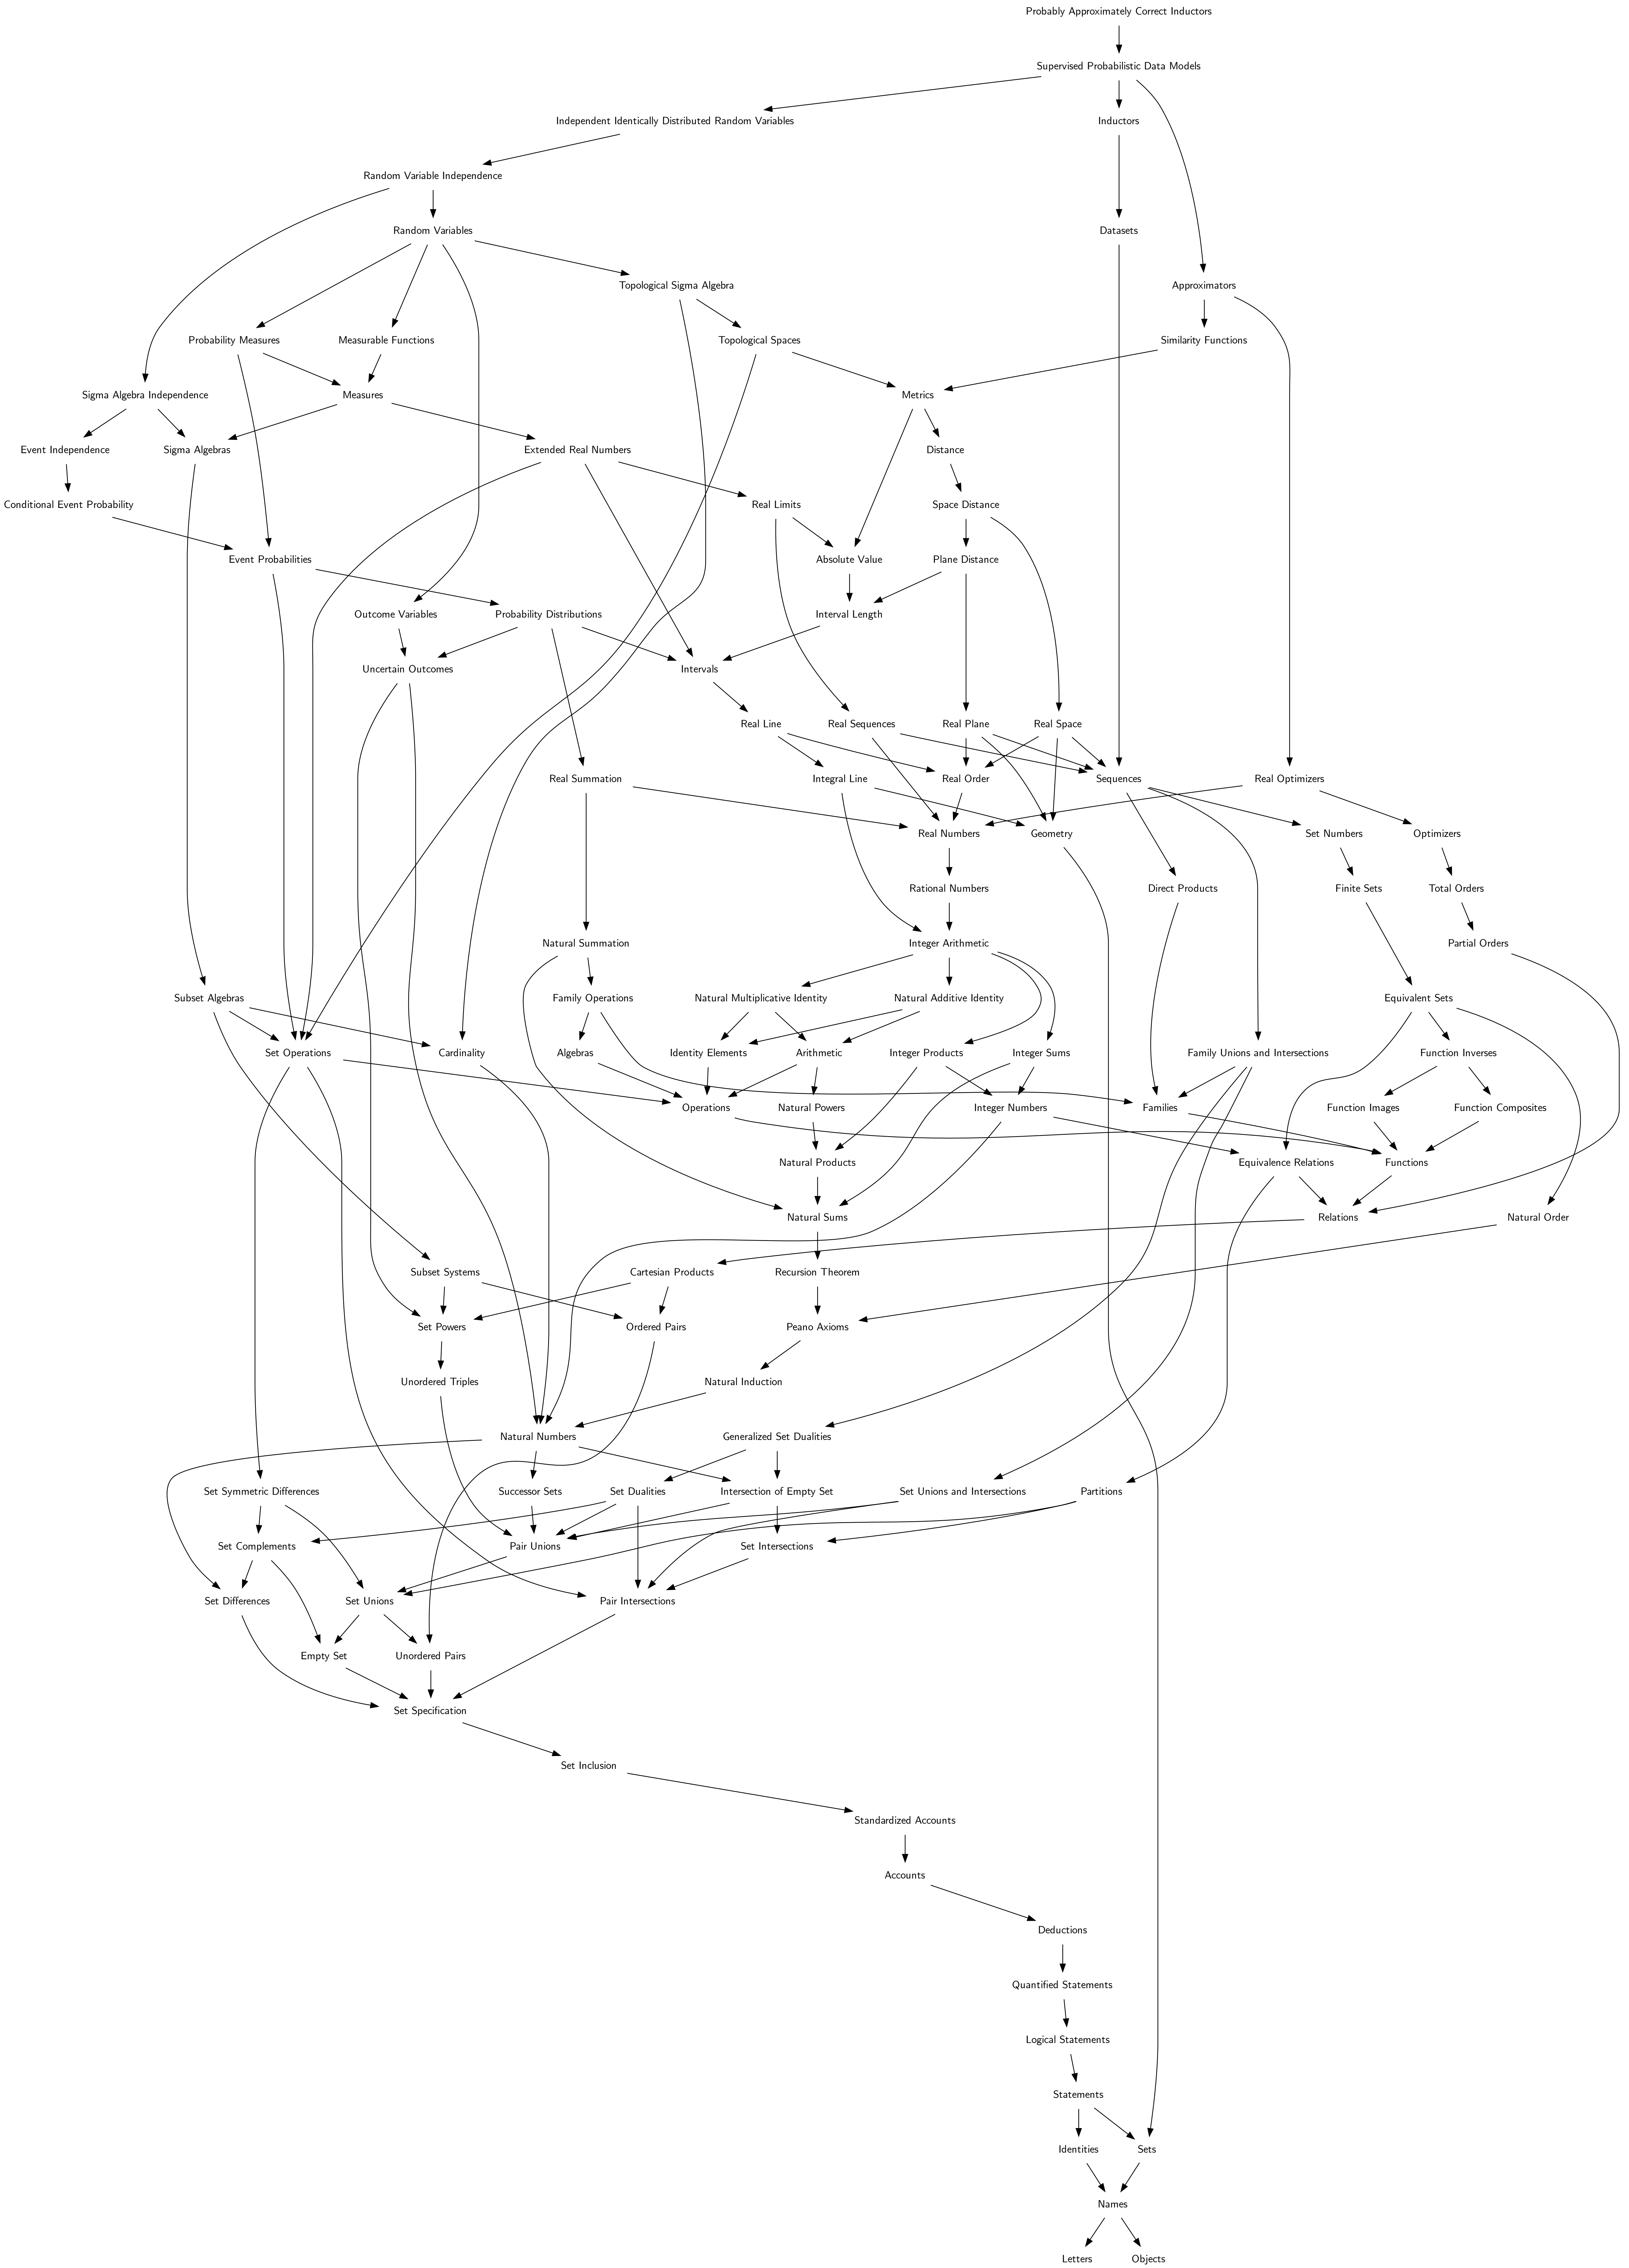 Probably Approximately Correct Inductors
Supervised Probabilistic Data Models
Independent Identically Distributed Random Variables
Inductors
Random Variable Independence
Random Variables
Datasets
Topological Sigma Algebra
Approximators
Probability Measures
Measurable Functions
Topological Spaces
Similarity Functions
Sigma Algebra Independence
Measures
Metrics
Event Independence
Sigma Algebras
Extended Real Numbers
Distance
Conditional Event Probability
Real Limits
Space Distance
Event Probabilities
Absolute Value
Plane Distance
Outcome Variables
Probability Distributions
Interval Length
Uncertain Outcomes
Intervals
Real Line
Real Sequences
Real Plane
Real Space
Real Summation
Integral Line
Real Order
Sequences
Real Optimizers
Real Numbers
Geometry
Set Numbers
Optimizers
Rational Numbers
Direct Products
Finite Sets
Total Orders
Natural Summation
Integer Arithmetic
Partial Orders
Subset Algebras
Family Operations
Natural Multiplicative Identity
Natural Additive Identity
Equivalent Sets
Set Operations
Cardinality
Algebras
Identity Elements
Arithmetic
Integer Products
Integer Sums
Family Unions and Intersections
Function Inverses
Operations
Natural Powers
Integer Numbers
Families
Function Images
Function Composites
Natural Products
Equivalence Relations
Functions
Natural Sums
Relations
Natural Order
Subset Systems
Cartesian Products
Recursion Theorem
Set Powers
Ordered Pairs
Peano Axioms
Unordered Triples
Natural Induction
Natural Numbers
Generalized Set Dualities
Set Symmetric Differences
Successor Sets
Set Dualities
Intersection of Empty Set
Set Unions and Intersections
Partitions
Set Complements
Pair Unions
Set Intersections
Set Differences
Set Unions
Pair Intersections
Empty Set
Unordered Pairs
Set Specification
Set Inclusion
Standardized Accounts
Accounts
Deductions
Quantified Statements
Logical Statements
Statements
Identities
Sets
Names
Letters
Objects